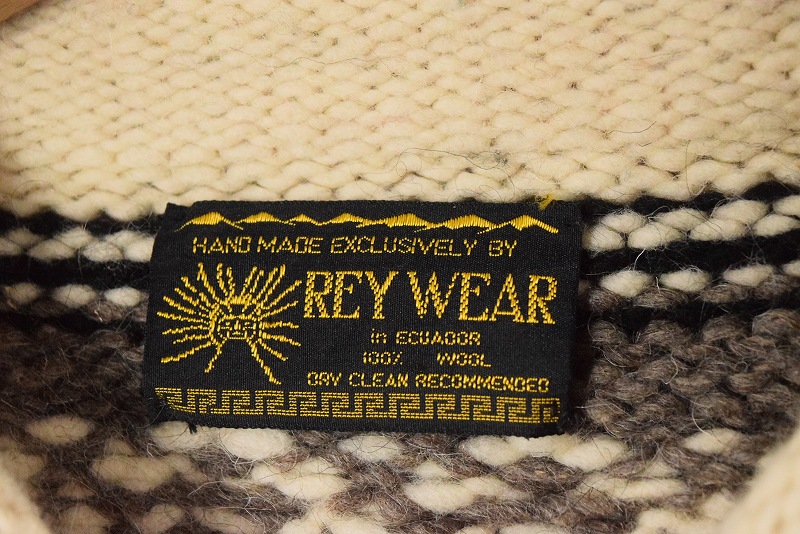 HAND MADE EXCLUSIVELY BY
REY WEAR
in ECUADOR
100% WOOL
DRY CLEAN RECOMMENDED